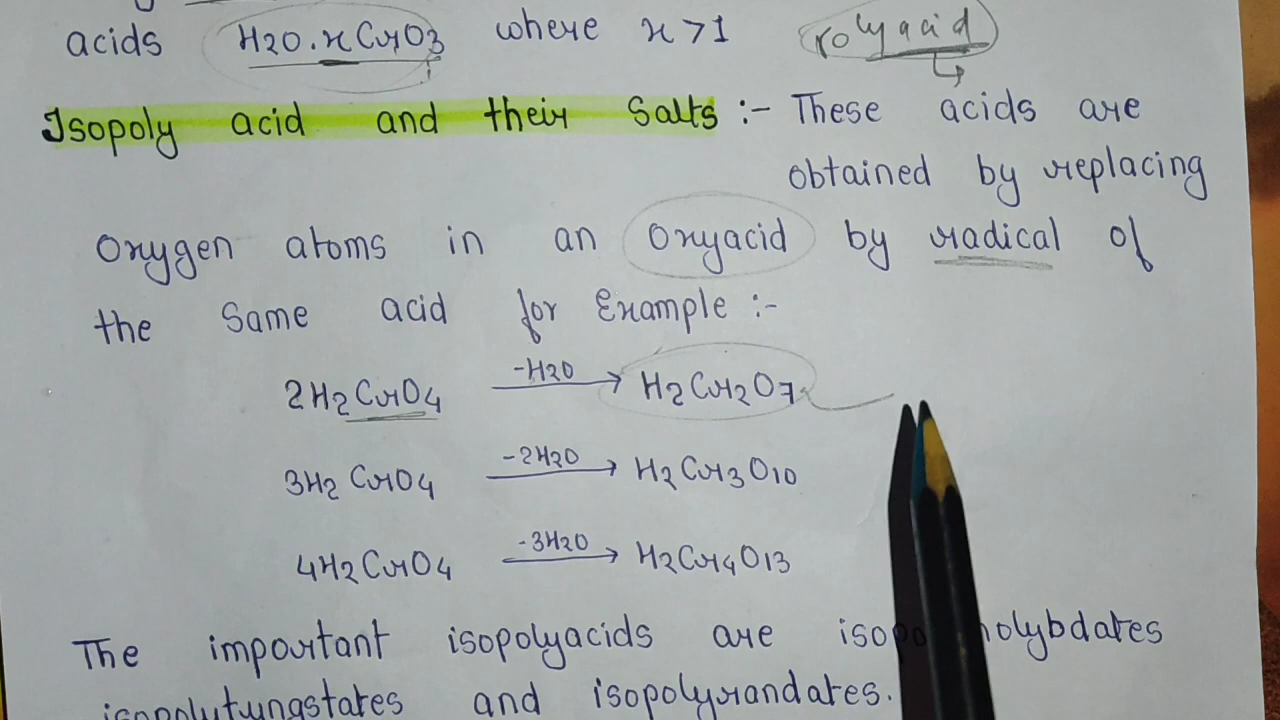 acids H2O.xCrO3 where x>1 Polyacid
Isopoly acid and their Salts :- These acids are
obtained by replacing
Oxygen atoms in an Oxyacid by radical of
the Same acid for Example :-
2H2CrO4 -H2O → H2Cr2O7
3H2CrO4 -2H2O → H2Cr3O10
4H2CrO4 -3H2O → H2Cr4O13
The important isopolyacids are
isopolytungstates and